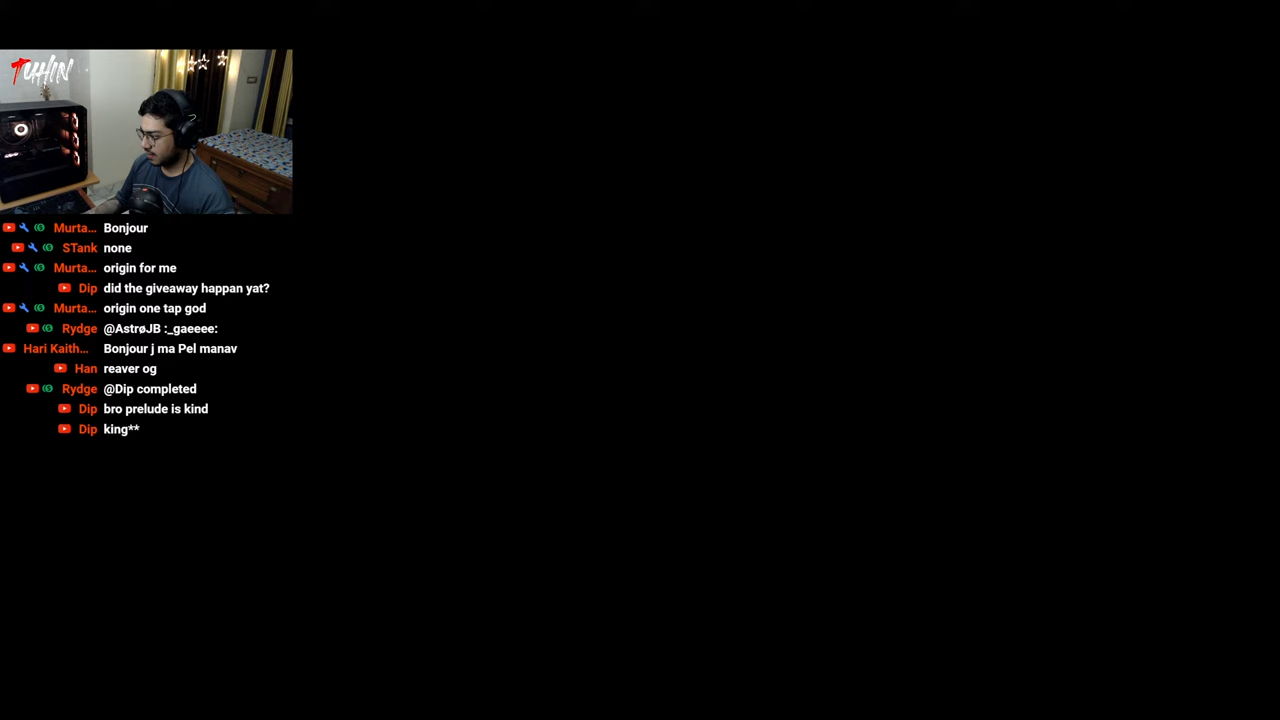 TUHIN
Murta... Bonjour
STank none
Murta... origin for me
Dip did the giveaway happan yat?
Murta... origin one tap god
Rydge @AstrøJB :_gaeeee:
Hari Kaith... Bonjour j ma Pel manav
Han reaver og
Rydge @Dip completed
Dip bro prelude is kind
Dip king**